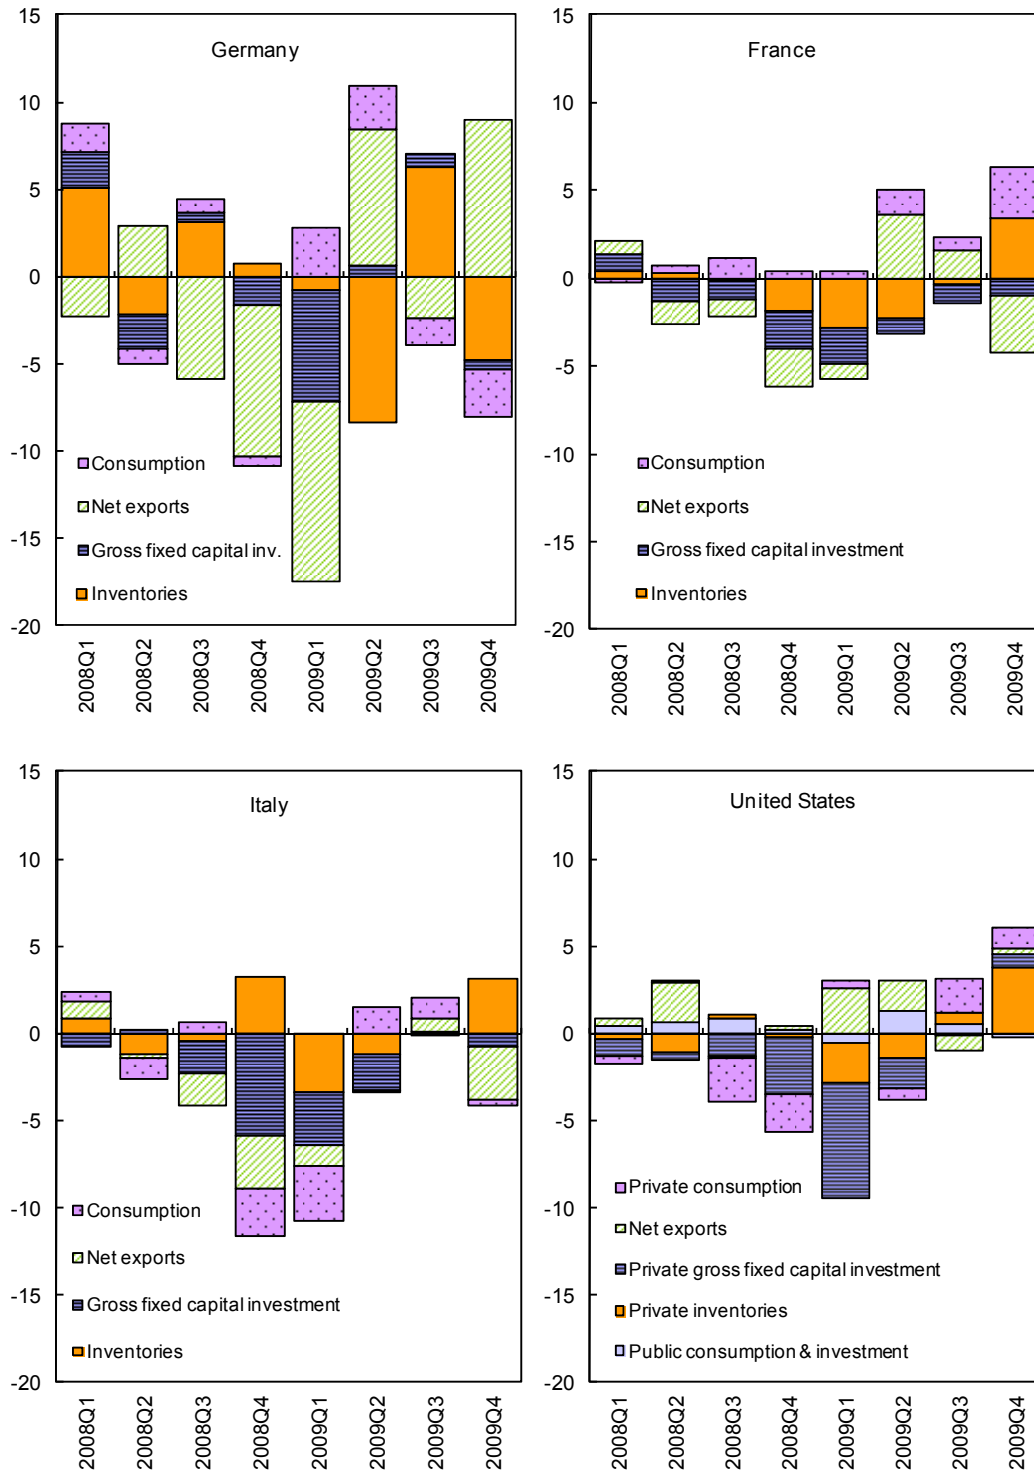 Germany
15
10
5
0
-5
-10
-15
-20
Consumption
Net exports
Gross fixed capital inv.
Inventories
2008Q1
2008Q2
2008Q3
2008Q4
2009Q1
2009Q2
2009Q3
2009Q4
France
15
10
5
0
-5
-10
-15
-20
Consumption
Net exports
Gross fixed capital investment
Inventories
2008Q1
2008Q2
2008Q3
2008Q4
2009Q1
2009Q2
2009Q3
2009Q4
Italy
15
10
5
0
-5
-10
-15
-20
Consumption
Net exports
Gross fixed capital investment
Inventories
2008Q1
2008Q2
2008Q3
2008Q4
2009Q1
2009Q2
2009Q3
2009Q4
United States
15
10
5
0
-5
-10
-15
-20
Private consumption
Net exports
Private gross fixed capital investment
Private inventories
Public consumption & investment
2008Q1
2008Q2
2008Q3
2008Q4
2009Q1
2009Q2
2009Q3
2009Q4